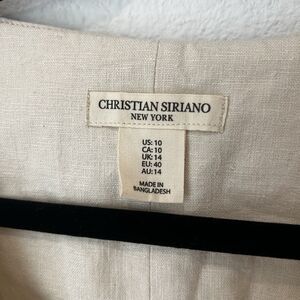 CHRISTIAN SIRIANO
NEW YORK
US: 10
CA: 10
UK: 14
EU: 40
AU: 14
MADE IN
BANGLADESH